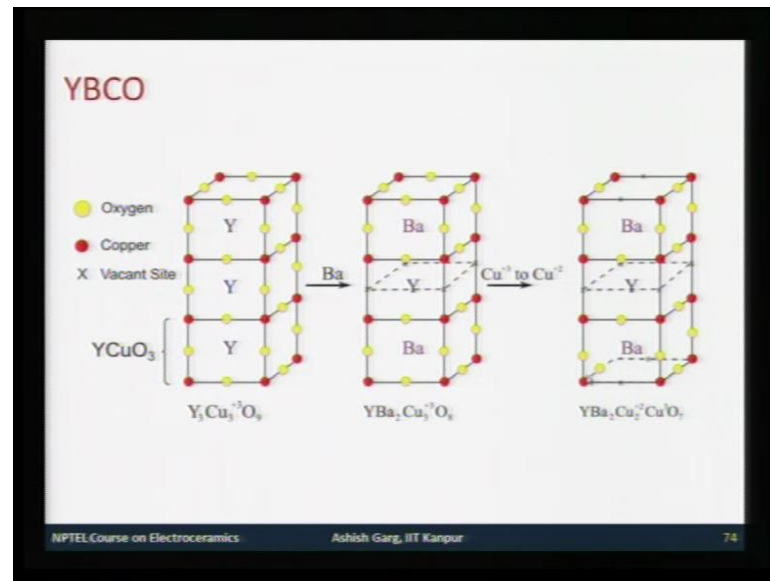 YBCO
Oxygen
Copper
X Vacant Site
YCuO₃
Y
Y
Y
Ba
Ba
Y
Ba
Cu⁺³ to Cu⁺²
Ba
Y
Ba
Y₃Cu₃⁺³O₉
YBa₂Cu₃⁺³O₈
YBa₂Cu₂⁺²Cu³O₇
NPTEL Course on Electroceramics
Ashish Garg, IIT Kanpur
74